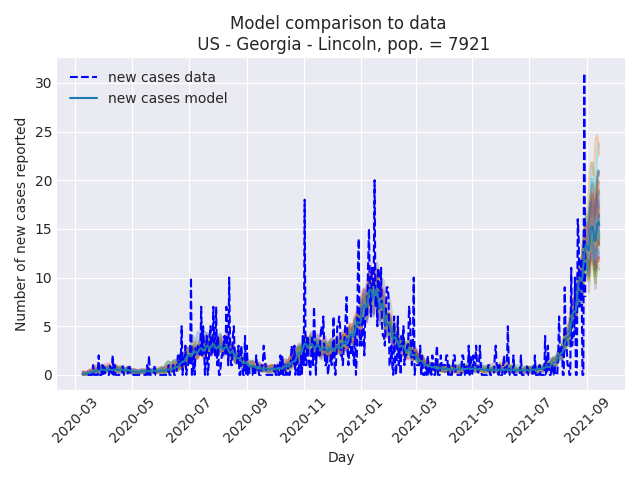 Model comparison to data
US - Georgia - Lincoln, pop. = 7921
new cases data
new cases model
Number of new cases reported
30
25
20
15
10
5
0
2020-03
2020-05
2020-07
2020-09
2020-11
2021-01
2021-03
2021-05
2021-07
2021-09
Day